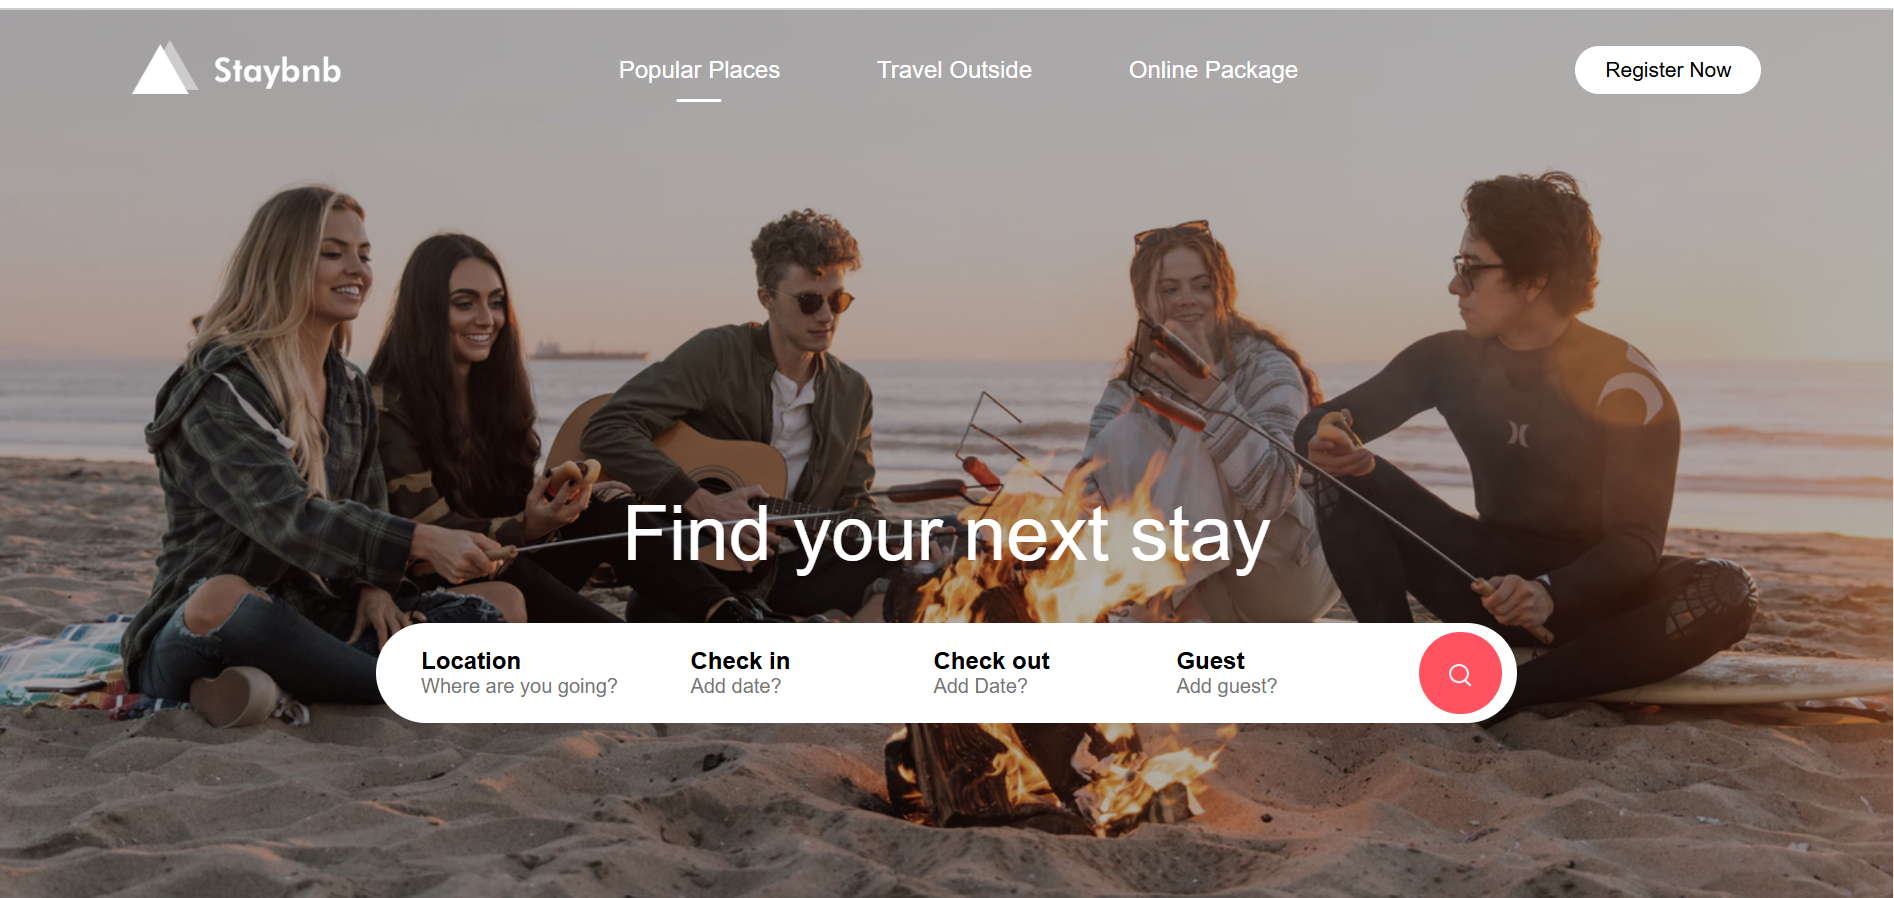 Staybnb
Popular Places
Travel Outside
Online Package
Register Now
Find your next stay
Location
Where are you going?
Check in
Add date?
Check out
Add Date?
Guest
Add guest?